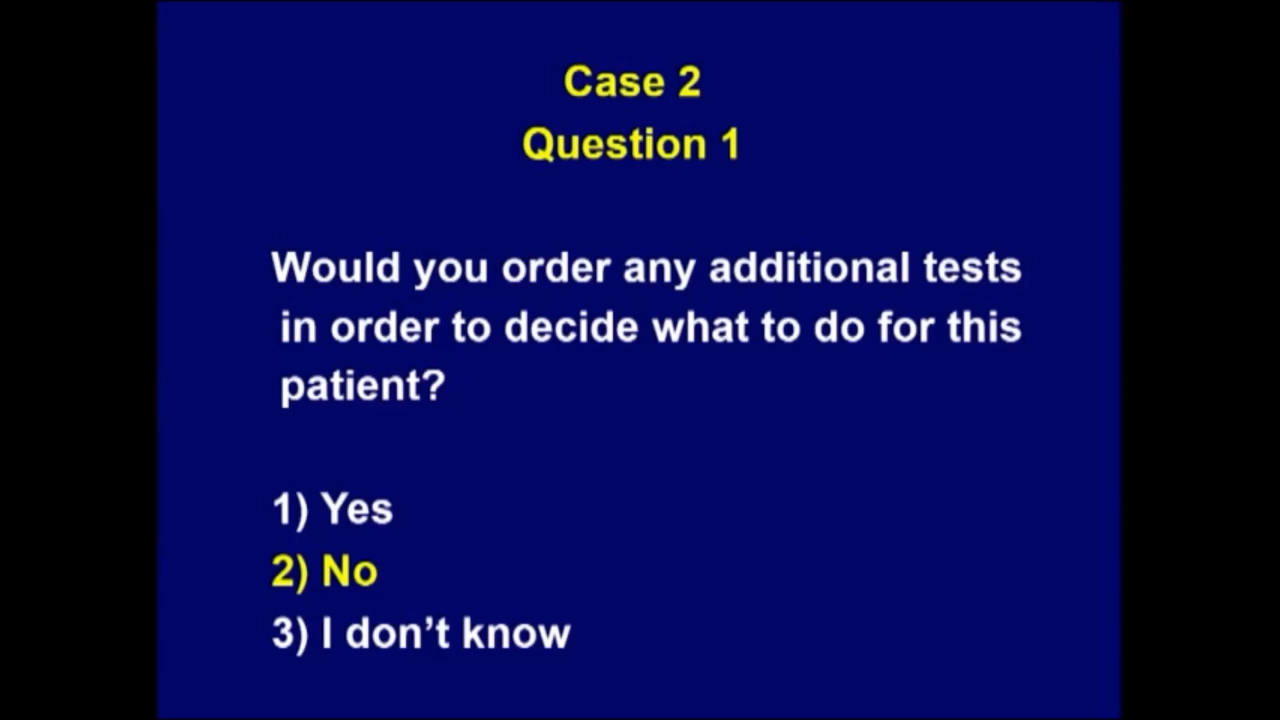 Case 2
Question 1
Would you order any additional tests
in order to decide what to do for this
patient?
1) Yes
2) No
3) I don’t know